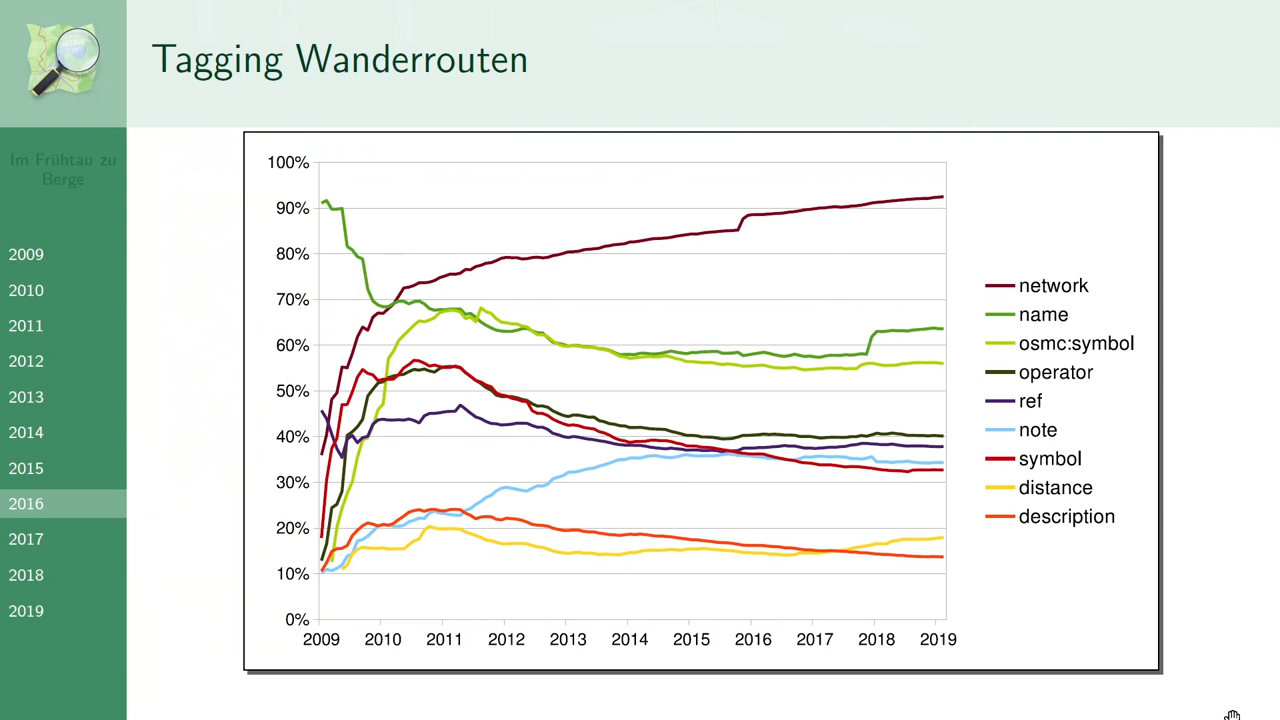 Tagging Wanderrouten
Im Frühtau zu
Berge
2009
2010
2011
2012
2013
2014
2015
2016
2017
2018
2019
100%
90%
80%
70%
60%
50%
40%
30%
20%
10%
0%
2009 2010 2011 2012 2013 2014 2015 2016 2017 2018 2019
network
name
osmc:symbol
operator
ref
note
symbol
distance
description